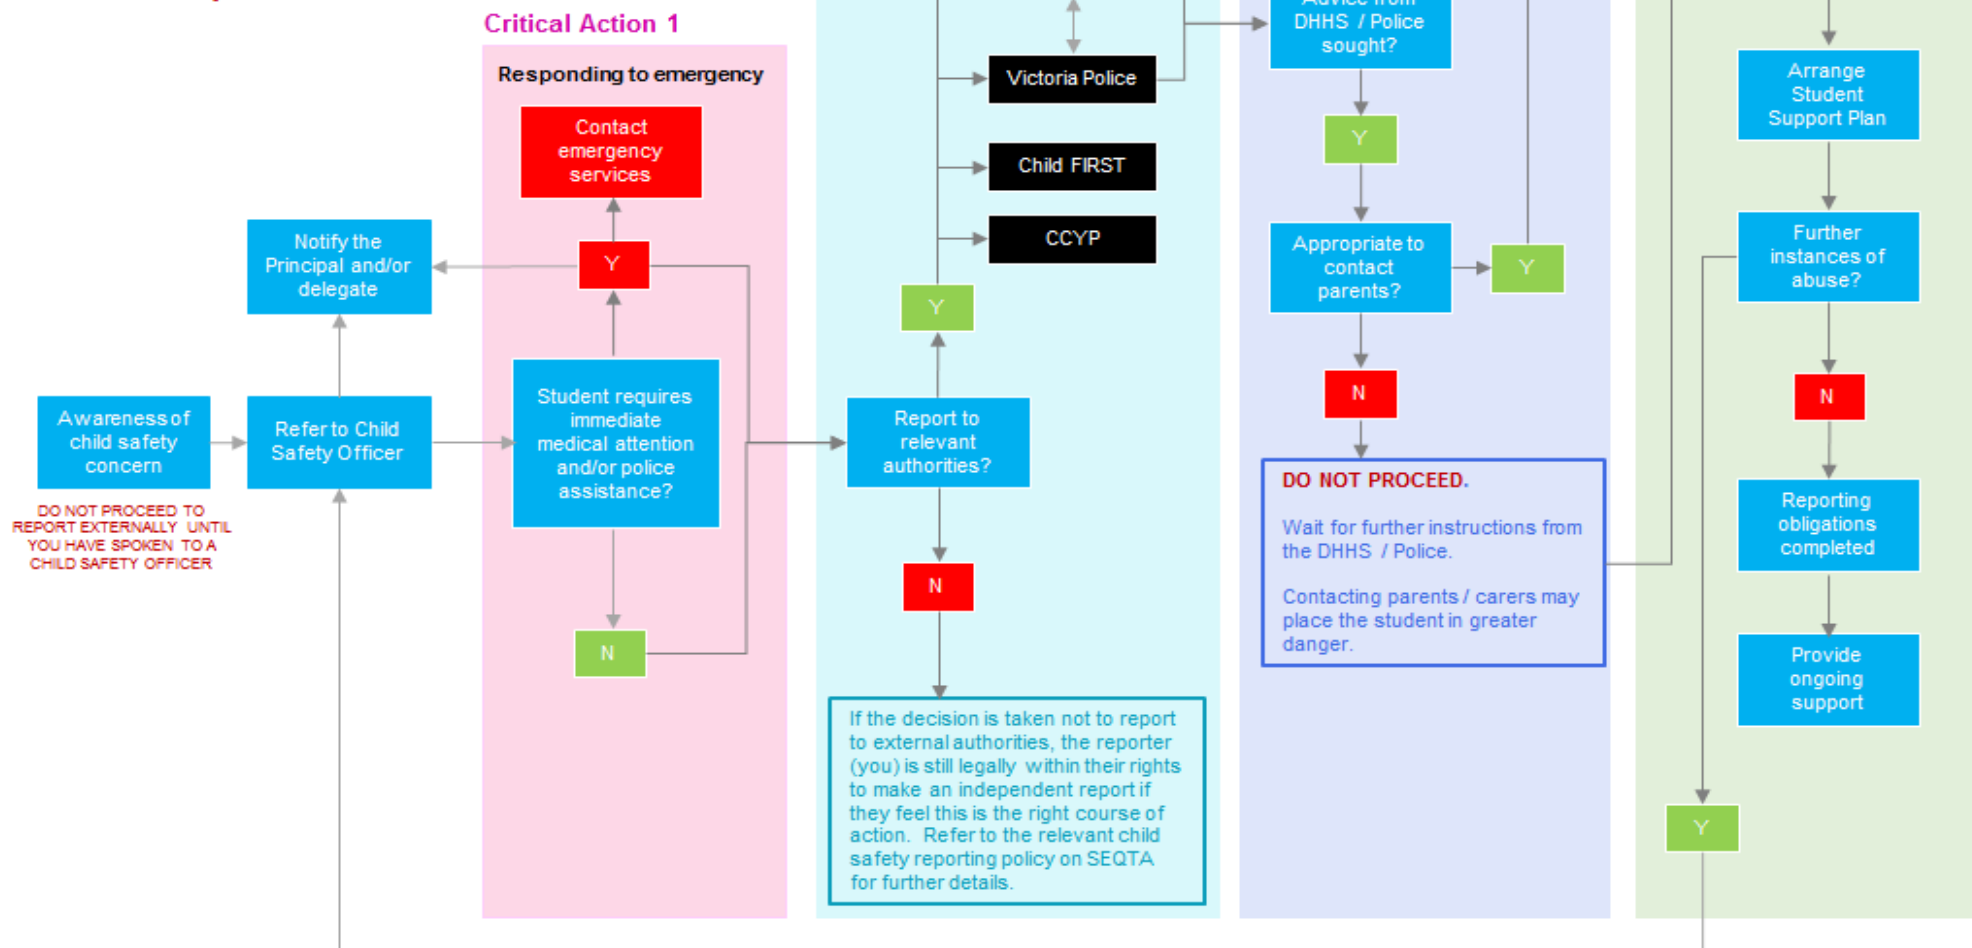 Critical Action 1
Responding to emergency
Contact
emergency
services
Y
Notify the
Principal and/or
delegate
Awareness of
child safety
concern
DO NOT PROCEED TO
REPORT EXTERNALLY UNTIL
YOU HAVE SPOKEN TO A
CHILD SAFETY OFFICER
Refer to Child
Safety Officer
Student requires
immediate
medical attention
and/or police
assistance?
N
Victoria Police
Child FIRST
CCYP
Y
Report to
relevant
authorities?
N
If the decision is taken not to report
to external authorities, the reporter
(you) is still legally within their rights
to make an independent report if
they feel this is the right course of
action. Refer to the relevant child
safety reporting policy on SEQTA
for further details.
Advice from
DHHS / Police
sought?
Y
Appropriate to
contact
parents?
Y
N
DO NOT PROCEED.
Wait for further instructions from
the DHHS / Police.
Contacting parents / carers may
place the student in greater
danger.
Arrange
Student
Support Plan
Further
instances of
abuse?
N
Reporting
obligations
completed
Provide
ongoing
support
Y